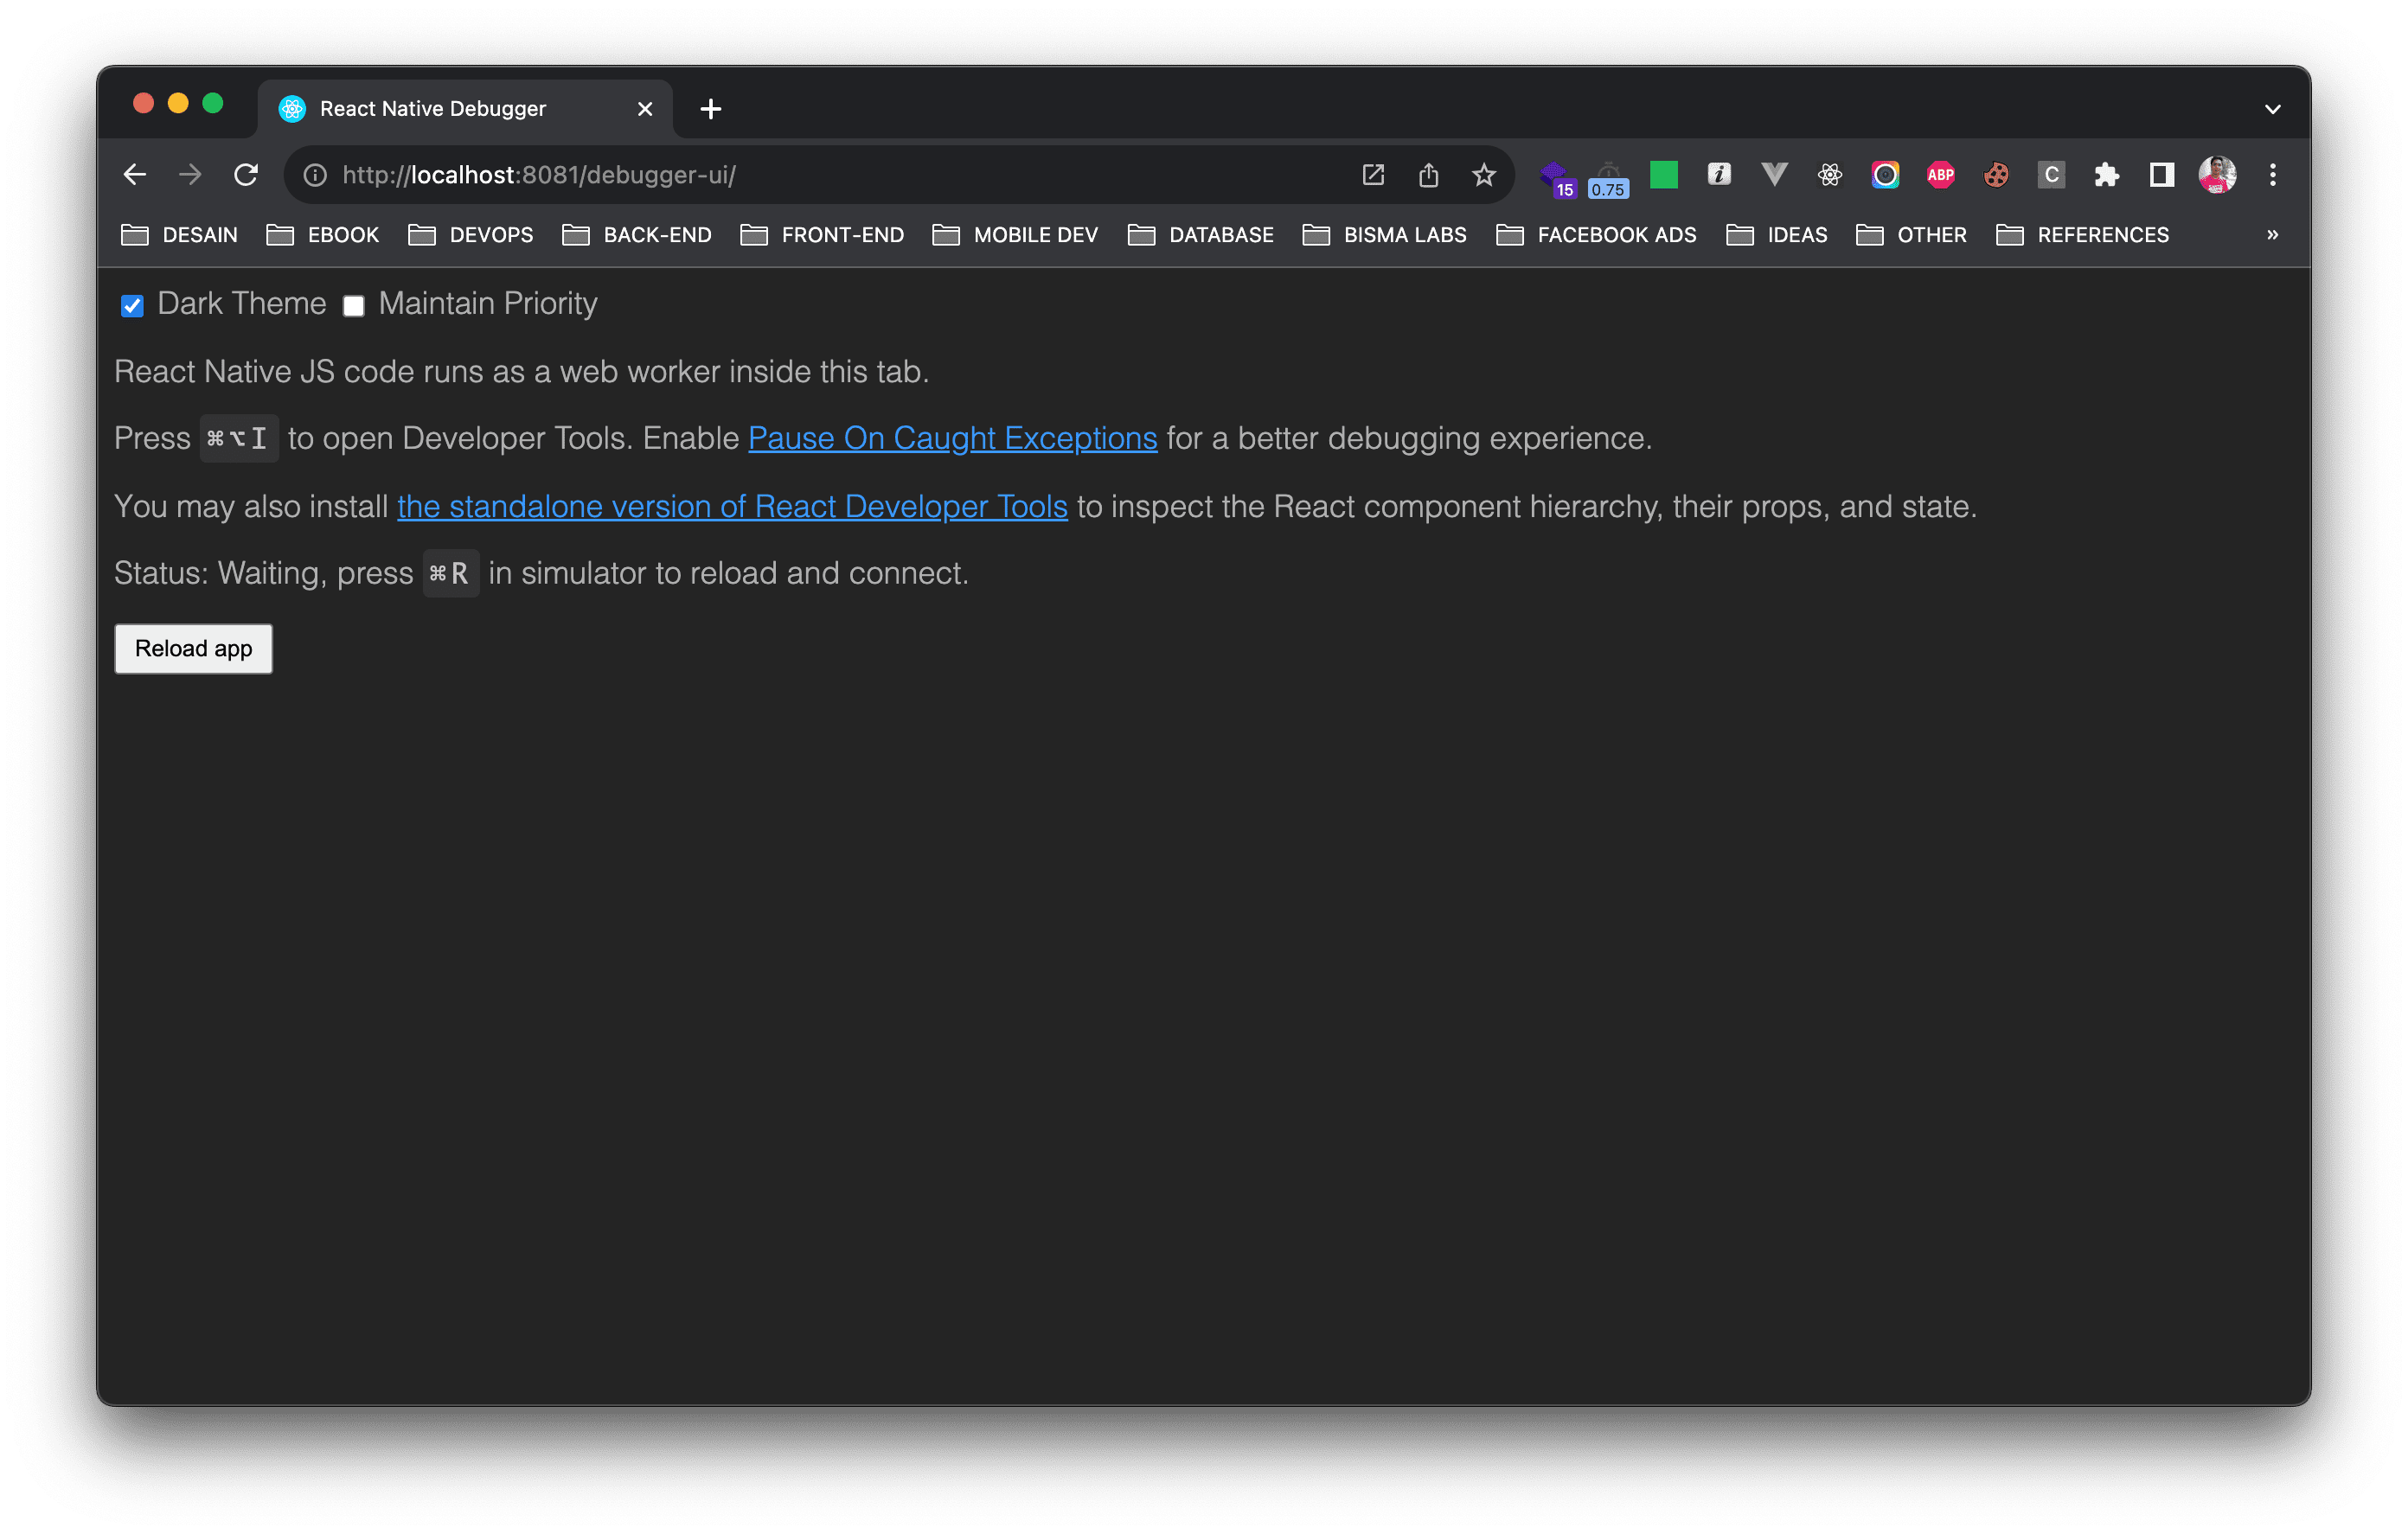 React Native Debugger
http://localhost:8081/debugger-ui/
15
0.75
i
ABP
C
DESAIN EBOOK DEVOPS BACK-END FRONT-END MOBILE DEV DATABASE BISMA LABS FACEBOOK ADS IDEAS OTHER REFERENCES »
Dark Theme Maintain Priority
React Native JS code runs as a web worker inside this tab.
Press ⌘⌥I to open Developer Tools. Enable Pause On Caught Exceptions for a better debugging experience.
You may also install the standalone version of React Developer Tools to inspect the React component hierarchy, their props, and state.
Status: Waiting, press ⌘R in simulator to reload and connect.
Reload app